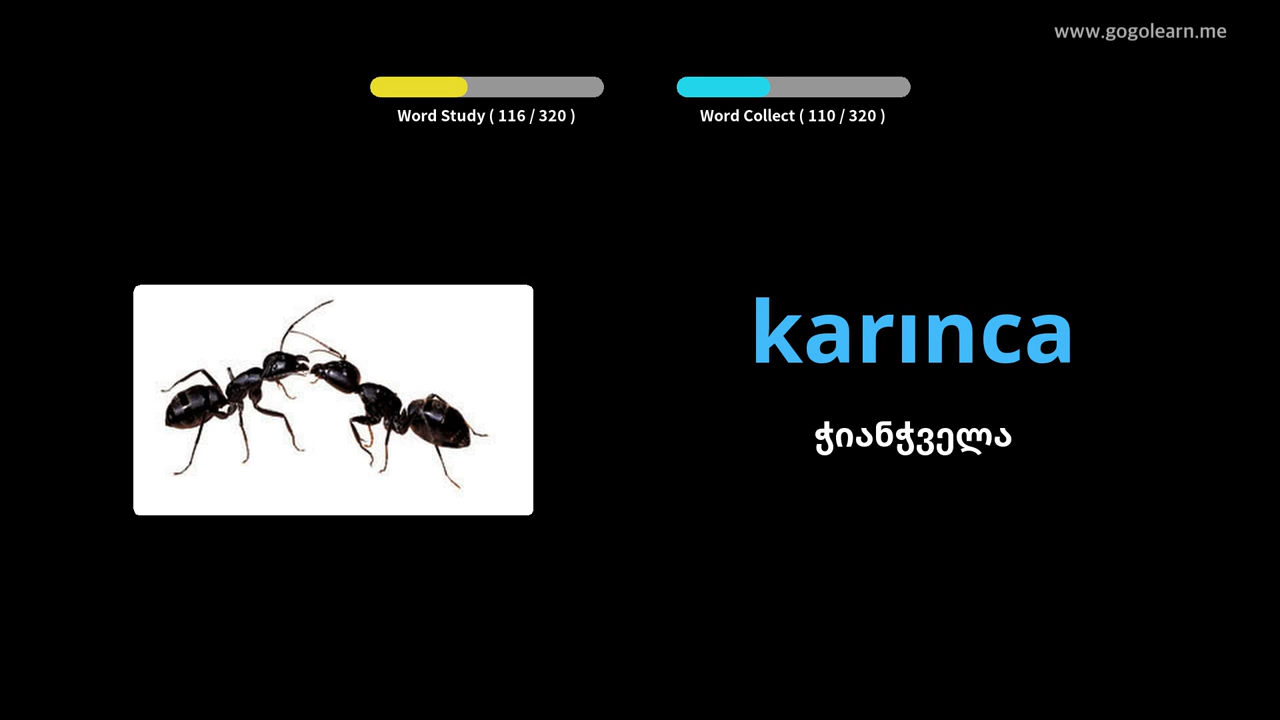 www.gogolearn.me
Word Study ( 116 / 320 )
Word Collect ( 110 / 320 )
karınca
ჭიანჭველა